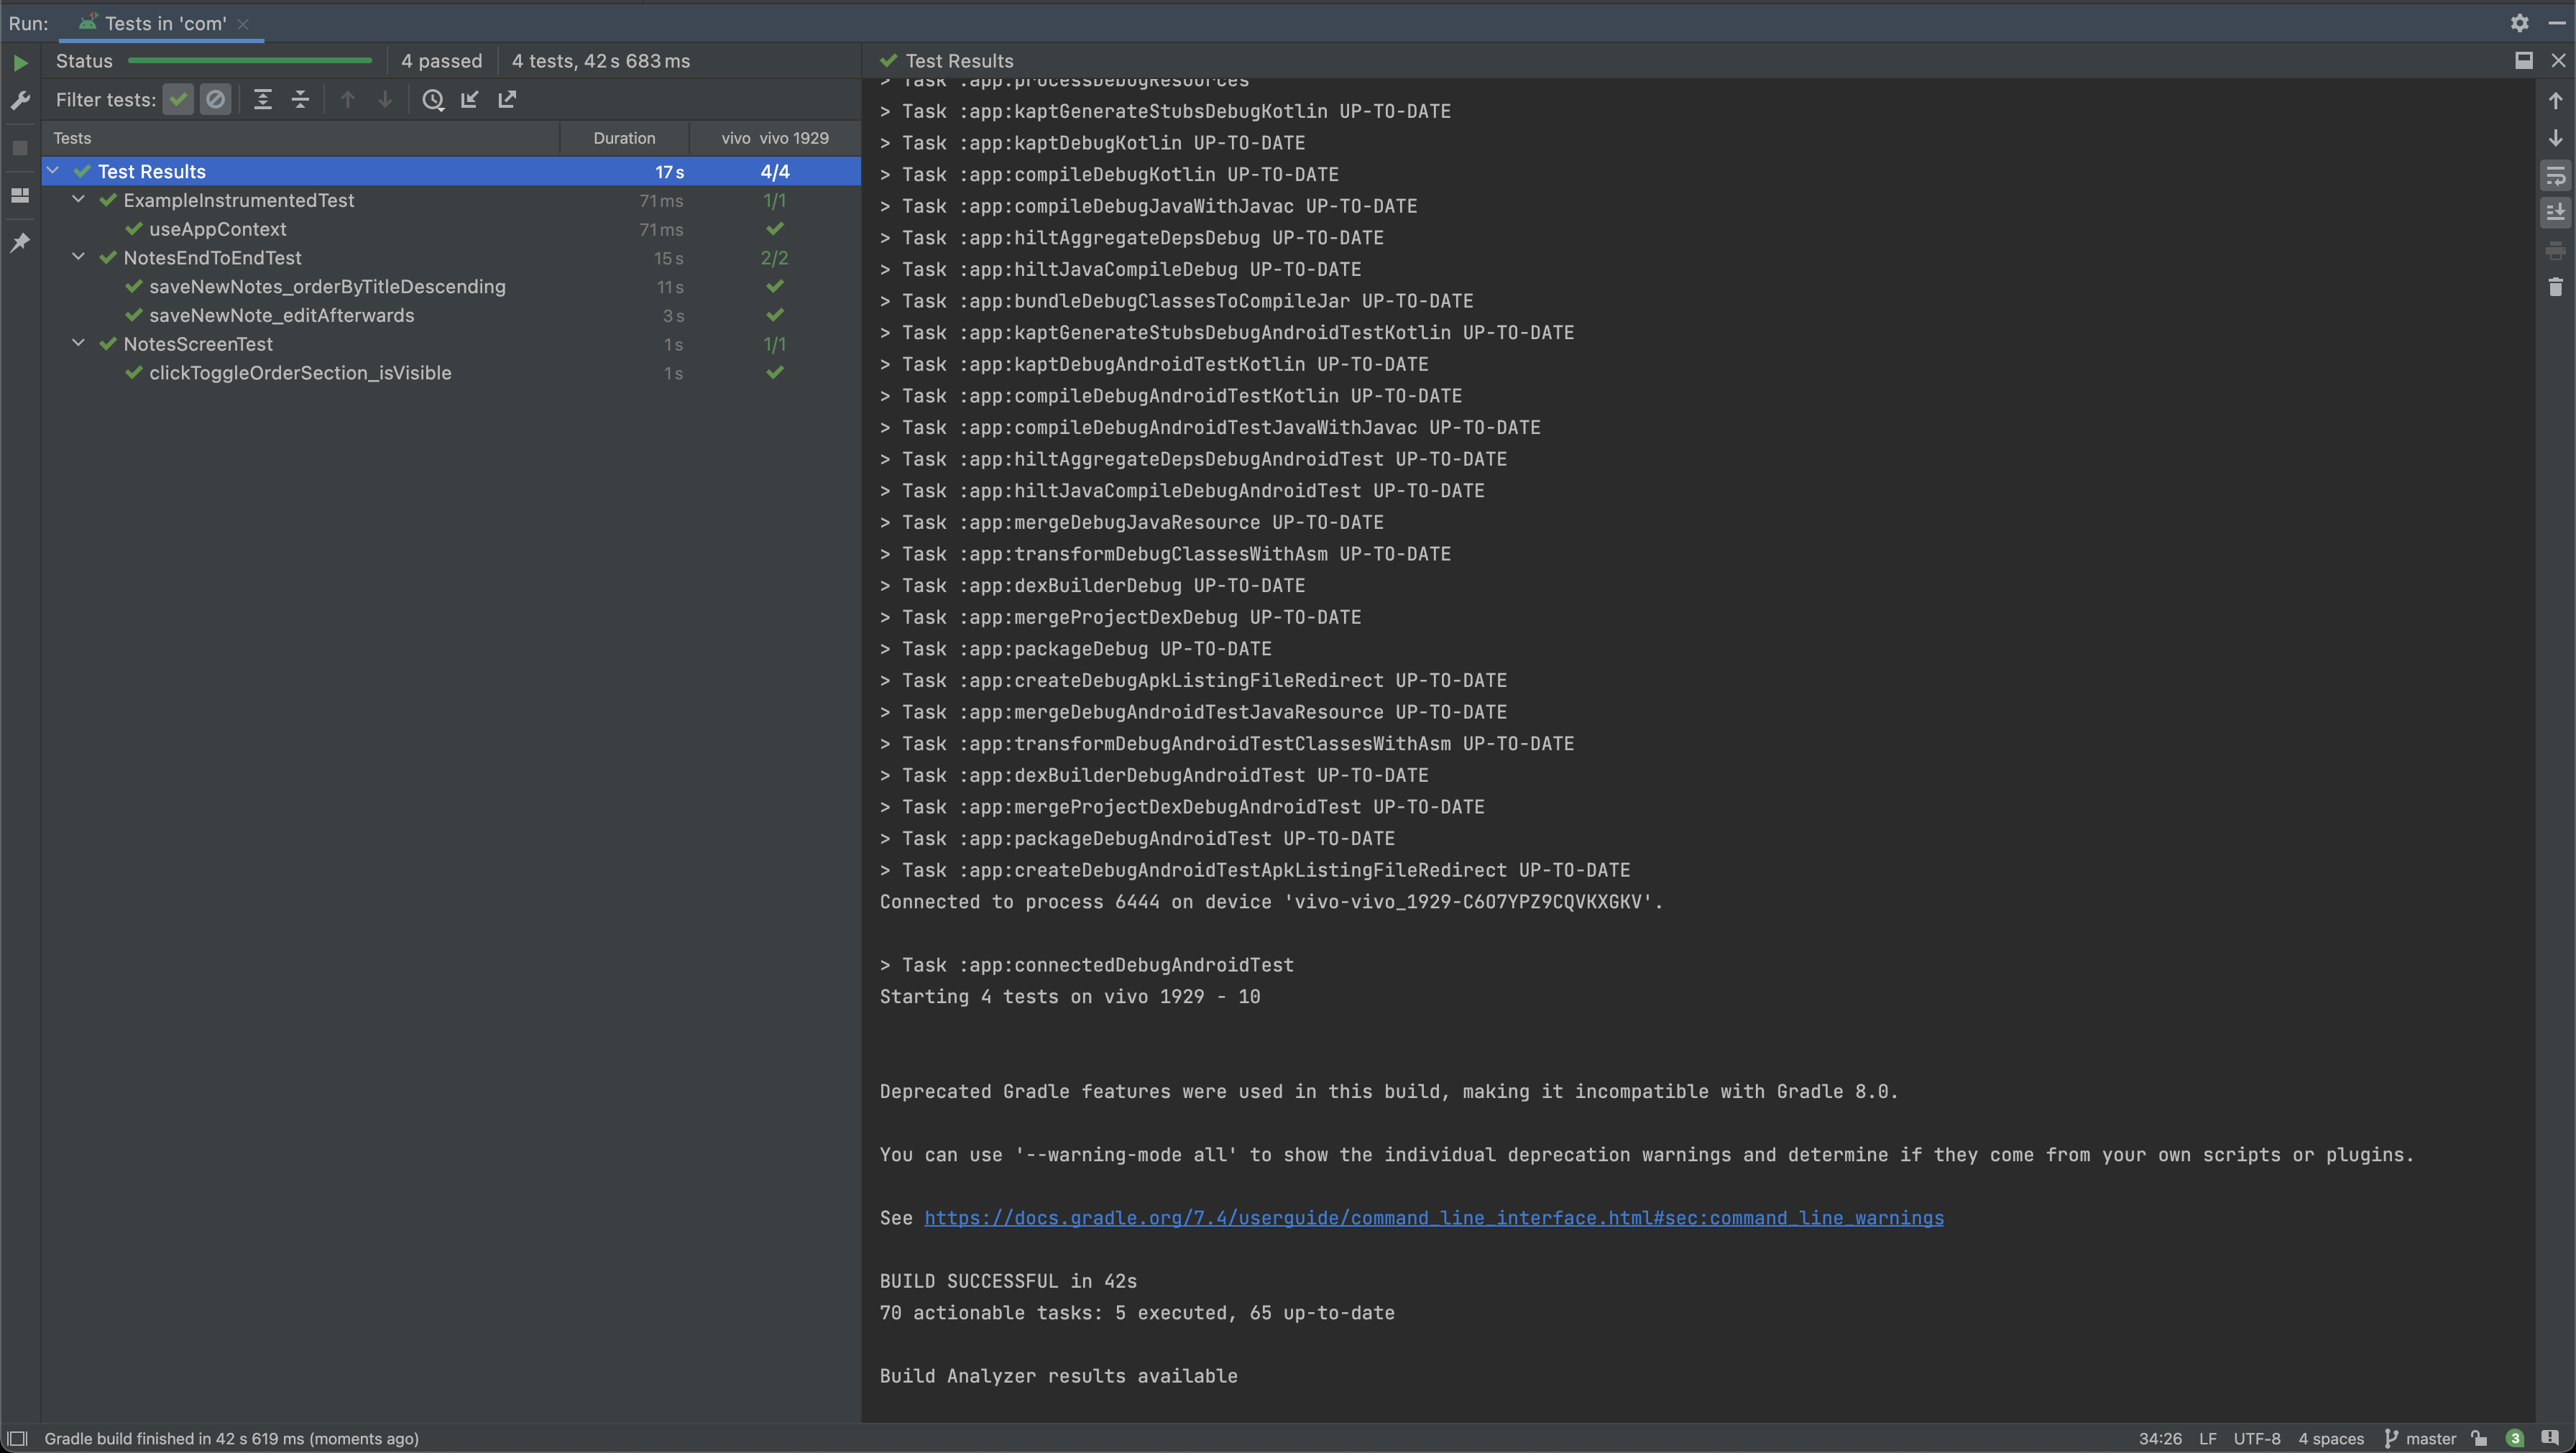 Run: Tests in 'com'
Status 4 passed 4 tests, 42 s 683 ms
Filter tests:
Tests Duration vivo vivo 1929
Test Results 17 s 4/4
ExampleInstrumentedTest 71 ms 1/1
useAppContext 71 ms
NotesEndToEndTest 15 s 2/2
saveNewNotes_orderByTitleDescending 11 s
saveNewNote_editAfterwards 3 s
NotesScreenTest 1 s 1/1
clickToggleOrderSection_isVisible 1 s
Test Results
> Task :app:processDebugResources
> Task :app:kaptGenerateStubsDebugKotlin UP-TO-DATE
> Task :app:kaptDebugKotlin UP-TO-DATE
> Task :app:compileDebugKotlin UP-TO-DATE
> Task :app:compileDebugJavaWithJavac UP-TO-DATE
> Task :app:hiltAggregateDepsDebug UP-TO-DATE
> Task :app:hiltJavaCompileDebug UP-TO-DATE
> Task :app:bundleDebugClassesToCompileJar UP-TO-DATE
> Task :app:kaptGenerateStubsDebugAndroidTestKotlin UP-TO-DATE
> Task :app:kaptDebugAndroidTestKotlin UP-TO-DATE
> Task :app:compileDebugAndroidTestKotlin UP-TO-DATE
> Task :app:compileDebugAndroidTestJavaWithJavac UP-TO-DATE
> Task :app:hiltAggregateDepsDebugAndroidTest UP-TO-DATE
> Task :app:hiltJavaCompileDebugAndroidTest UP-TO-DATE
> Task :app:mergeDebugJavaResource UP-TO-DATE
> Task :app:transformDebugClassesWithAsm UP-TO-DATE
> Task :app:dexBuilderDebug UP-TO-DATE
> Task :app:mergeProjectDexDebug UP-TO-DATE
> Task :app:packageDebug UP-TO-DATE
> Task :app:createDebugApkListingFileRedirect UP-TO-DATE
> Task :app:mergeDebugAndroidTestJavaResource UP-TO-DATE
> Task :app:transformDebugAndroidTestClassesWithAsm UP-TO-DATE
> Task :app:dexBuilderDebugAndroidTest UP-TO-DATE
> Task :app:mergeProjectDexDebugAndroidTest UP-TO-DATE
> Task :app:packageDebugAndroidTest UP-TO-DATE
> Task :app:createDebugAndroidTestApkListingFileRedirect UP-TO-DATE
Connected to process 6444 on device 'vivo-vivo_1929-C6O7YPZ9CQVKXGKV'.
> Task :app:connectedDebugAndroidTest
Starting 4 tests on vivo 1929 - 10
Deprecated Gradle features were used in this build, making it incompatible with Gradle 8.0.
You can use '--warning-mode all' to show the individual deprecation warnings and determine if they come from your own scripts or plugins.
See https://docs.gradle.org/7.4/userguide/command_line_interface.html#sec:command_line_warnings
BUILD SUCCESSFUL in 42s
70 actionable tasks: 5 executed, 65 up-to-date
Build Analyzer results available
Gradle build finished in 42 s 619 ms (moments ago) 34:26 LF UTF-8 4 spaces master 3